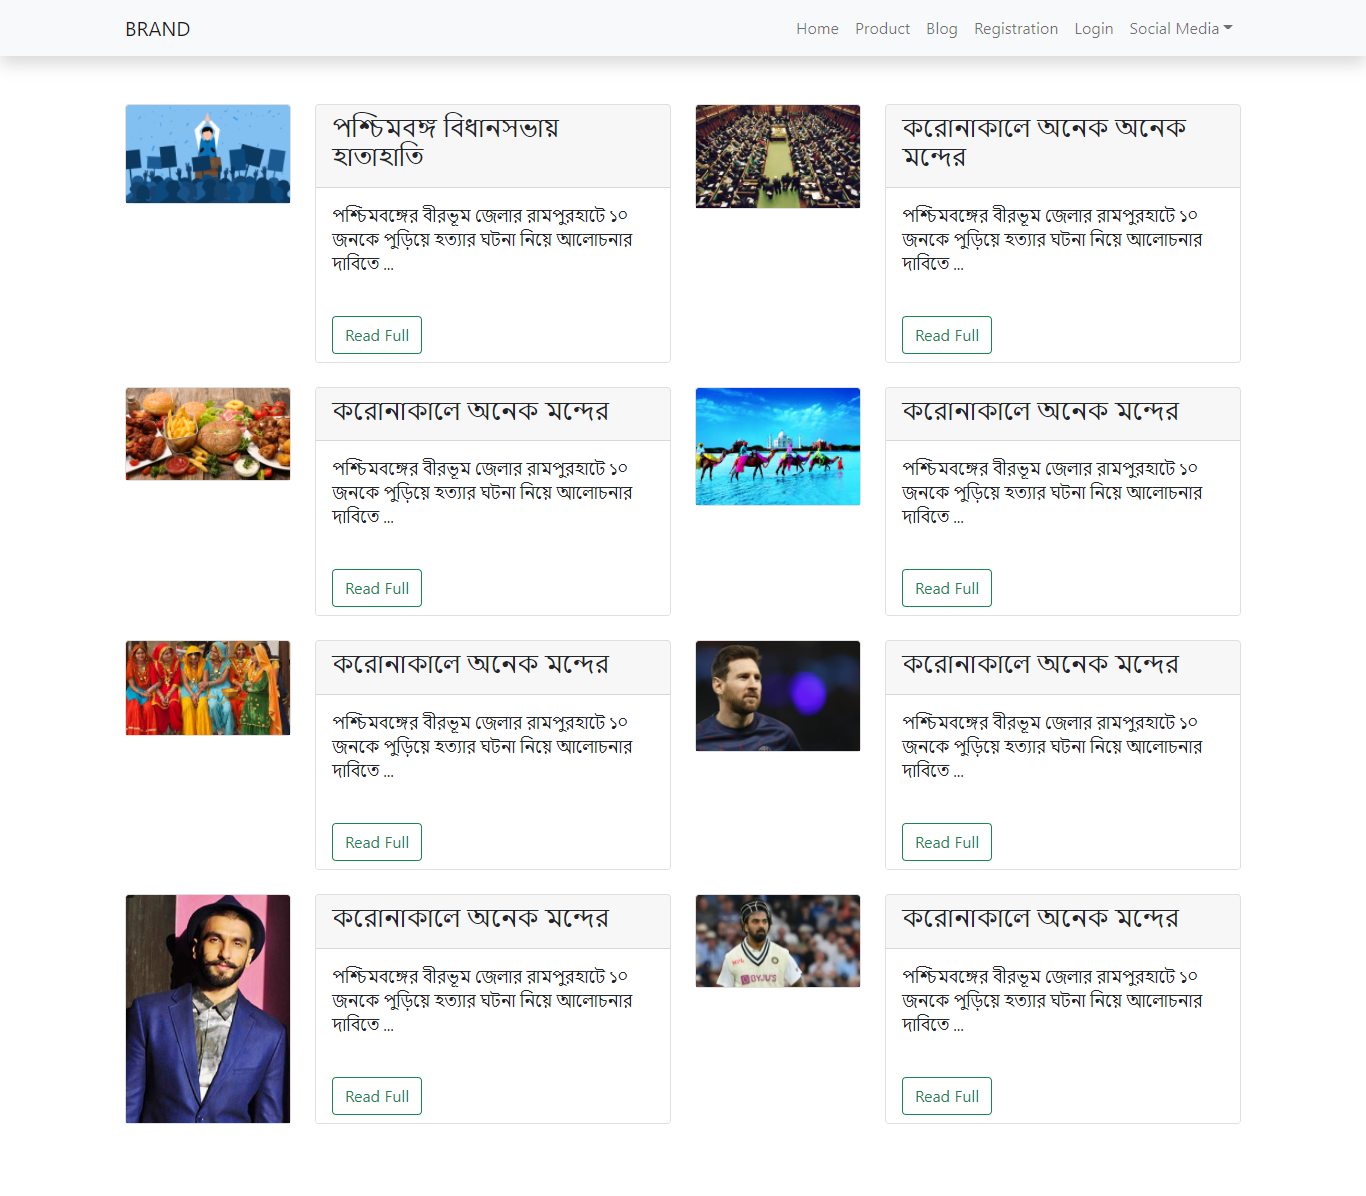 BRAND
Home Product Blog Registration Login Social Media
পশ্চিমবঙ্গ বিধানসভায়
হাতাহাতি
পশ্চিমবঙ্গের বীরভূম জেলার রামপুরহাটে ১০
জনকে পুড়িয়ে হত্যার ঘটনা নিয়ে আলোচনার
দাবিতে ...
Read Full
করোনাকালে অনেক অনেক
মন্দের
পশ্চিমবঙ্গের বীরভূম জেলার রামপুরহাটে ১০
জনকে পুড়িয়ে হত্যার ঘটনা নিয়ে আলোচনার
দাবিতে ...
Read Full
করোনাকালে অনেক মন্দের
পশ্চিমবঙ্গের বীরভূম জেলার রামপুরহাটে ১০
জনকে পুড়িয়ে হত্যার ঘটনা নিয়ে আলোচনার
দাবিতে ...
Read Full
করোনাকালে অনেক মন্দের
পশ্চিমবঙ্গের বীরভূম জেলার রামপুরহাটে ১০
জনকে পুড়িয়ে হত্যার ঘটনা নিয়ে আলোচনার
দাবিতে ...
Read Full
করোনাকালে অনেক মন্দের
পশ্চিমবঙ্গের বীরভূম জেলার রামপুরহাটে ১০
জনকে পুড়িয়ে হত্যার ঘটনা নিয়ে আলোচনার
দাবিতে ...
Read Full
করোনাকালে অনেক মন্দের
পশ্চিমবঙ্গের বীরভূম জেলার রামপুরহাটে ১০
জনকে পুড়িয়ে হত্যার ঘটনা নিয়ে আলোচনার
দাবিতে ...
Read Full
করোনাকালে অনেক মন্দের
পশ্চিমবঙ্গের বীরভূম জেলার রামপুরহাটে ১০
জনকে পুড়িয়ে হত্যার ঘটনা নিয়ে আলোচনার
দাবিতে ...
Read Full
BYJU'S
করোনাকালে অনেক মন্দের
পশ্চিমবঙ্গের বীরভূম জেলার রামপুরহাটে ১০
জনকে পুড়িয়ে হত্যার ঘটনা নিয়ে আলোচনার
দাবিতে ...
Read Full